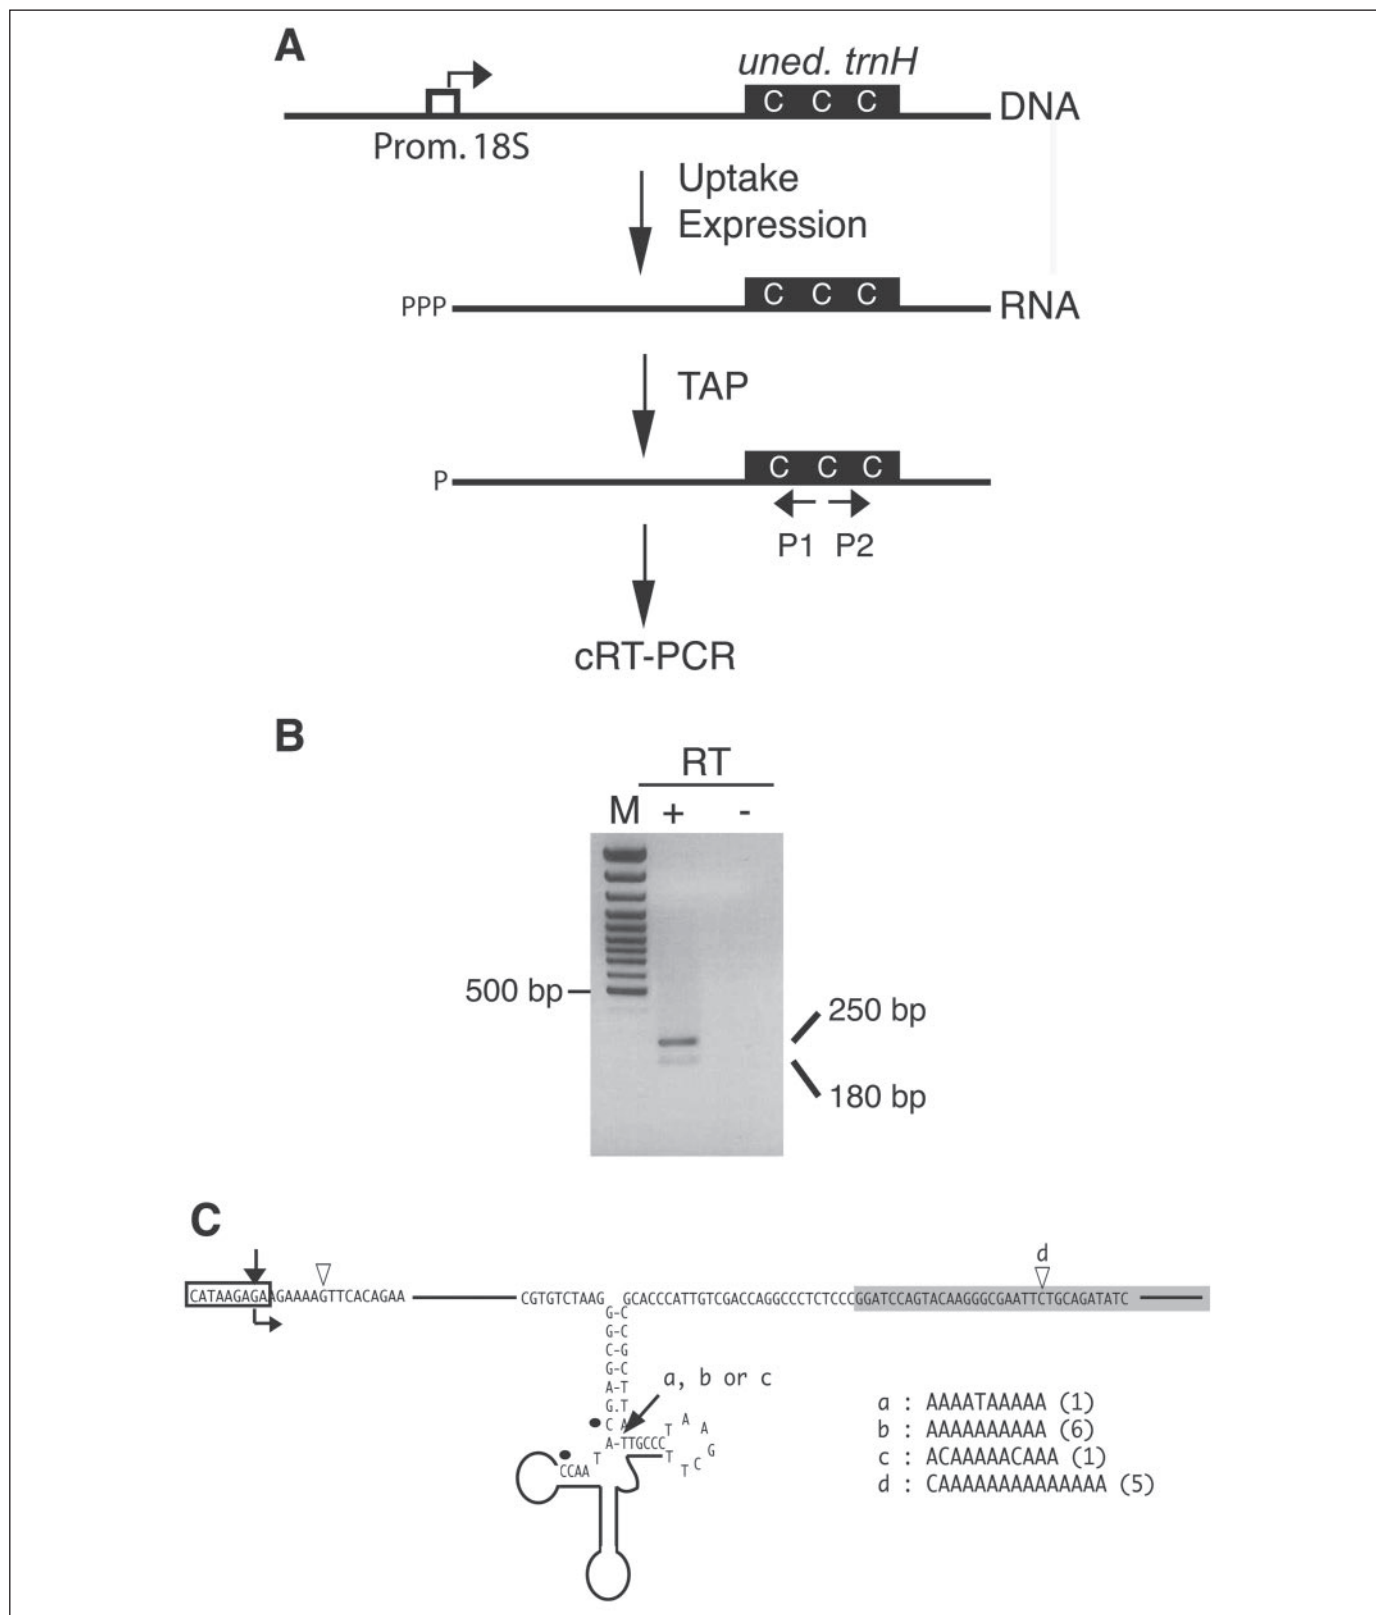 A
uned. trnH
C C C
DNA
Prom. 18S
Uptake
Expression
PPP
C C C
RNA
TAP
P
C C C
P1 P2
cRT-PCR
B
RT
M + -
500 bp
250 bp
180 bp
C
d
CATAAGAGAAGAAAAGTTCACAGAA
CGTGTCTAAG
GCACCCATTGTCGACCAGGCCCTCTCCCGGATCCAGTACAAGGGCGAATTCTGCAGATATC
G-C
G-C
C-G
G-C
A-T
G.T
C A
A-TTGCCC
T A A G C T T
T
CCAA
a, b or c
a : AAAATAAAAA (1)
b : AAAAAAAAAA (6)
c : ACAAAAACAAA (1)
d : CAAAAAAAAAAAAAA (5)